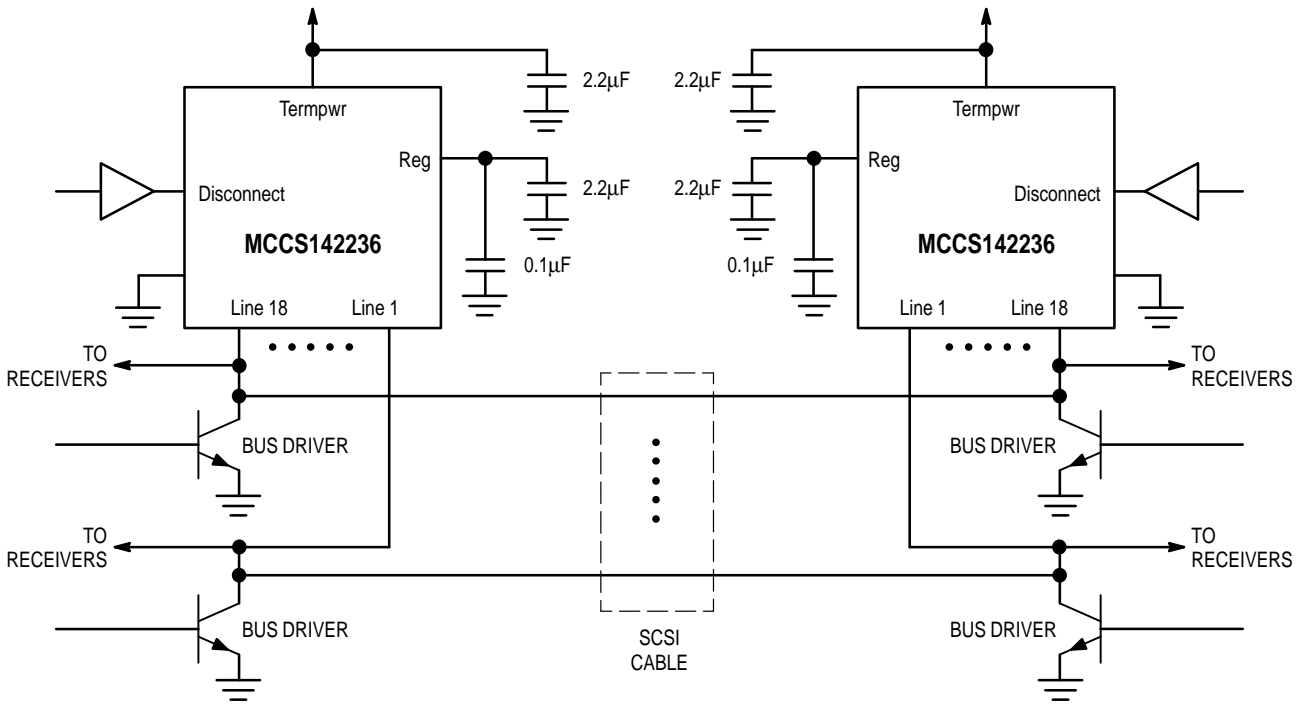 2.2μF
2.2μF
Termpwr
Termpwr
Reg
Reg
Disconnect
2.2μF
2.2μF
Disconnect
MCCS142236
MCCS142236
0.1μF
0.1μF
Line 18
Line 1
Line 1
Line 18
TO
RECEIVERS
TO
RECEIVERS
BUS DRIVER
BUS DRIVER
TO
RECEIVERS
TO
RECEIVERS
BUS DRIVER
BUS DRIVER
SCSI
CABLE